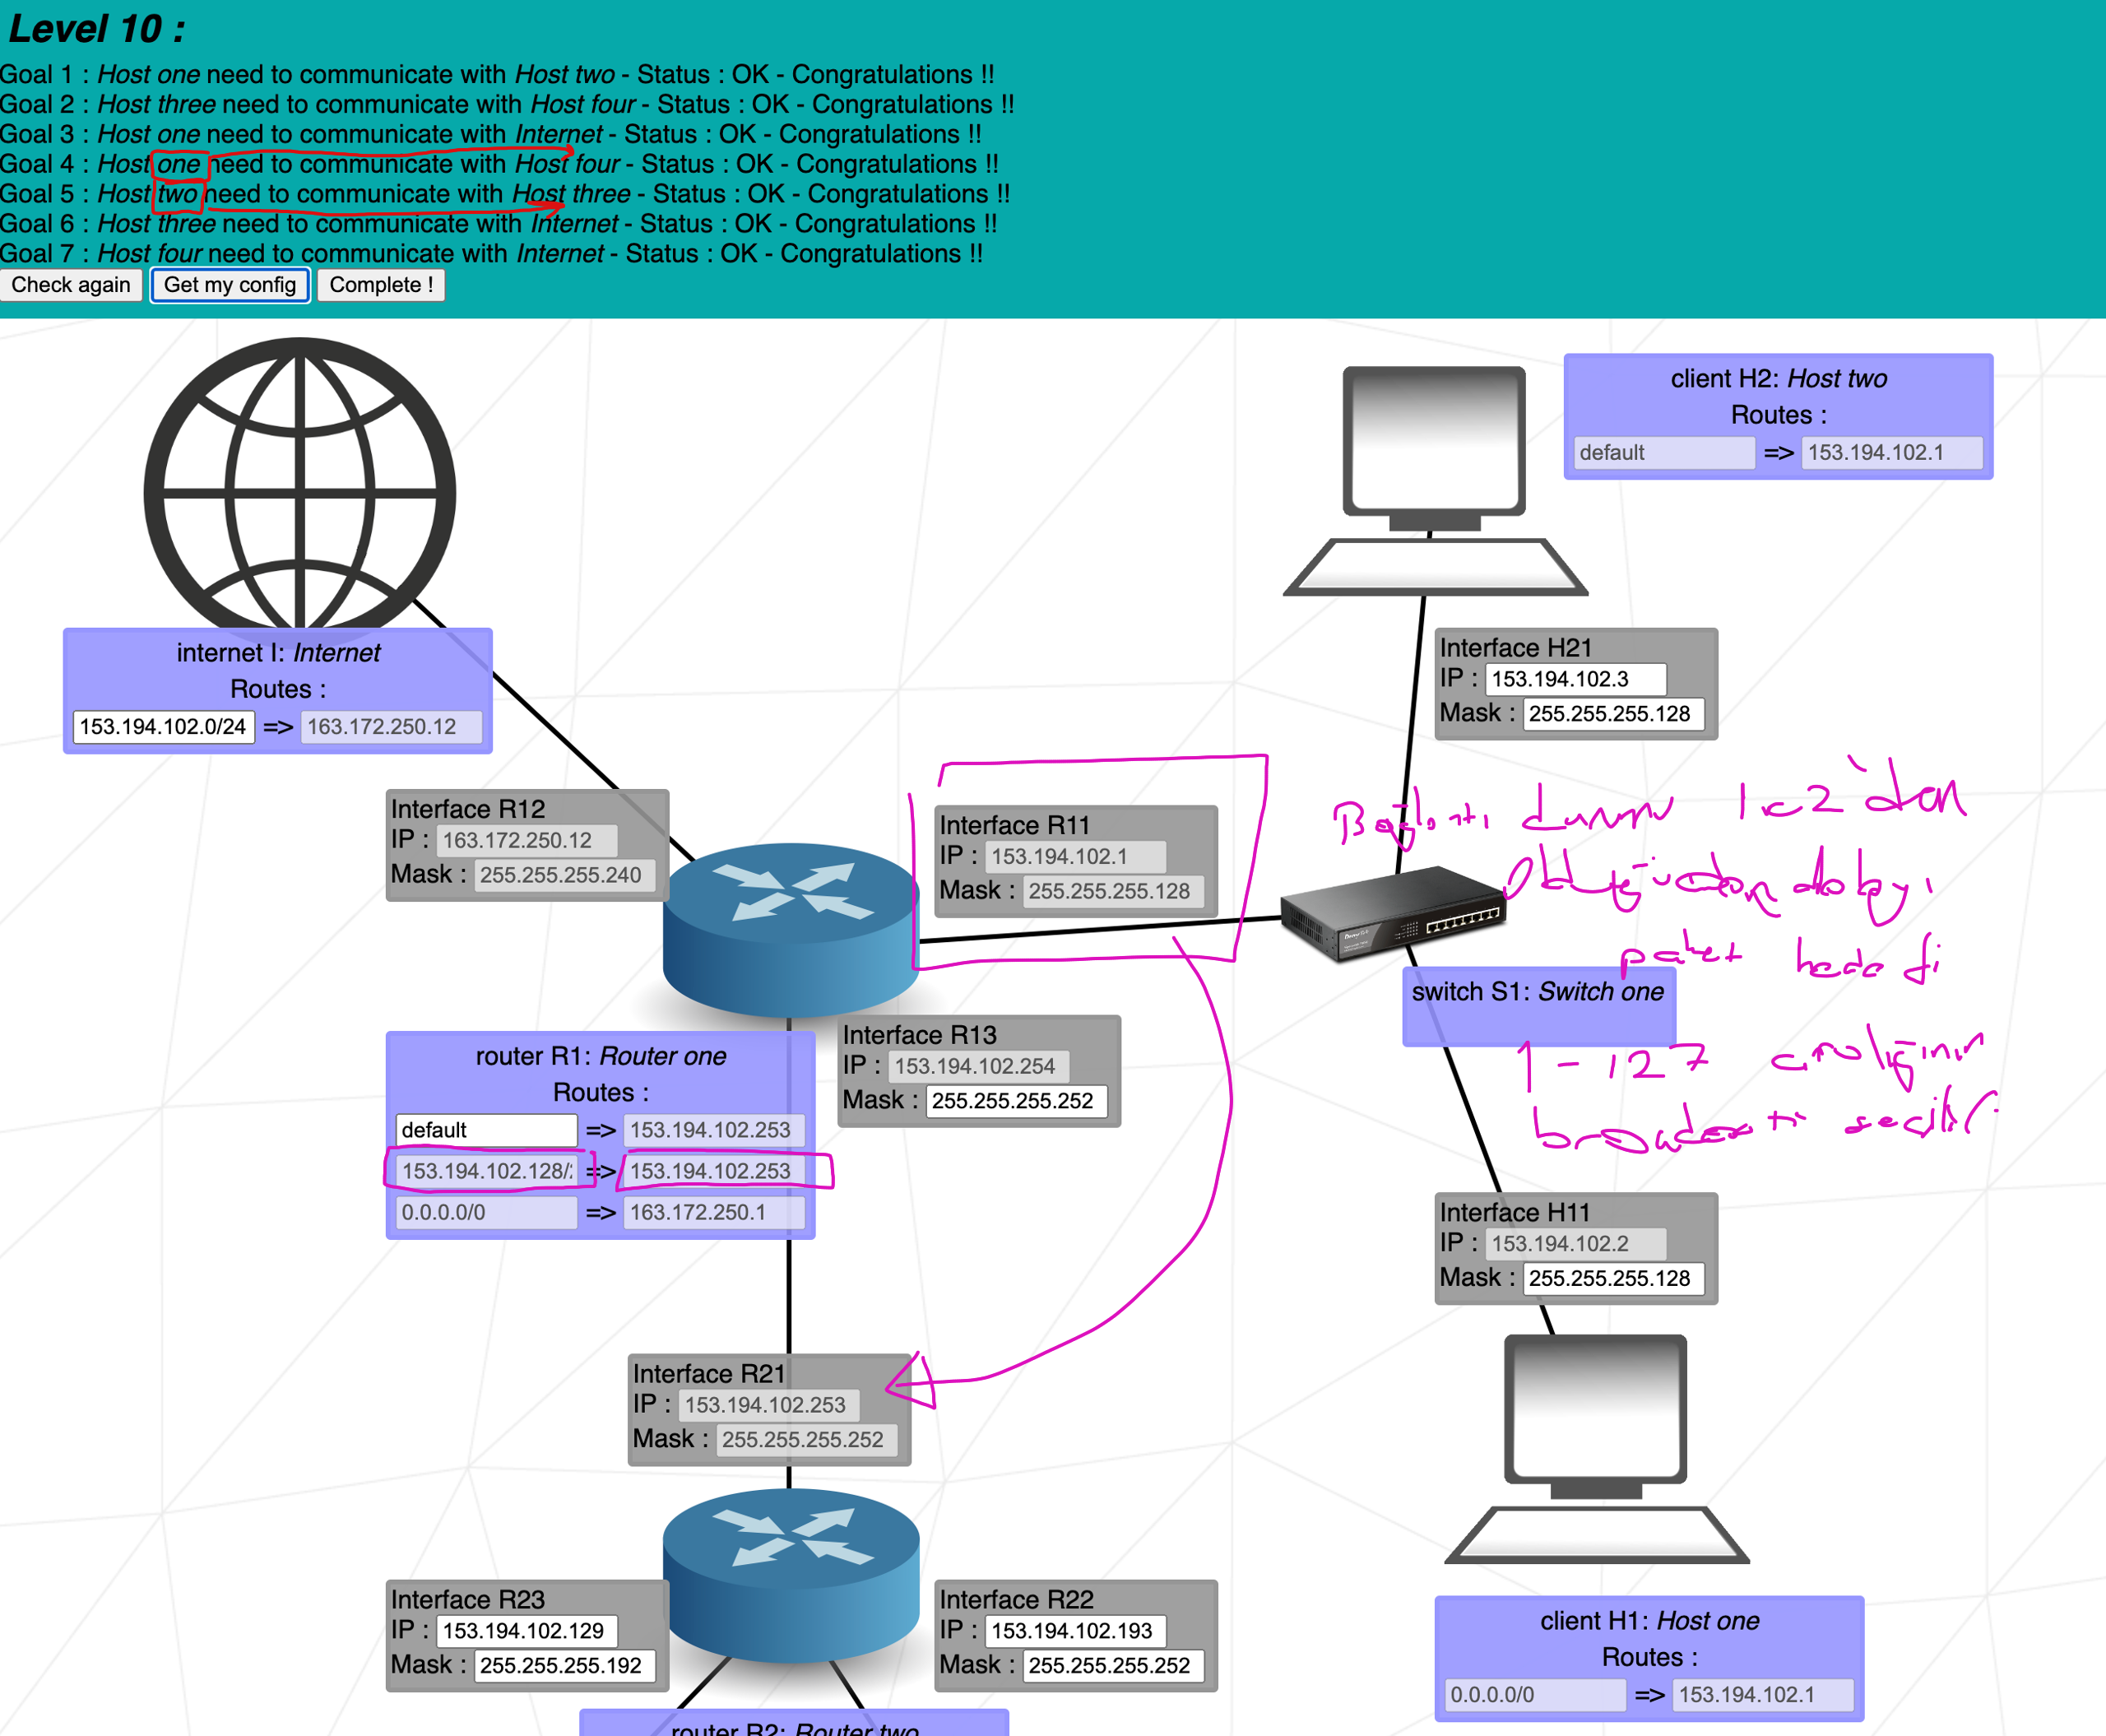 Level 10 :
Goal 1 : Host one need to communicate with Host two - Status : OK - Congratulations !!
Goal 2 : Host three need to communicate with Host four - Status : OK - Congratulations !!
Goal 3 : Host one need to communicate with Internet - Status : OK - Congratulations !!
Goal 4 : Host one need to communicate with Host four - Status : OK - Congratulations !!
Goal 5 : Host two need to communicate with Host three - Status : OK - Congratulations !!
Goal 6 : Host three need to communicate with Internet - Status : OK - Congratulations !!
Goal 7 : Host four need to communicate with Internet - Status : OK - Congratulations !!
Check again Get my config Complete !
client H2: Host two
Routes :
default => 153.194.102.1
internet I: Internet
Routes :
153.194.102.0/24 => 163.172.250.12
Interface H21
IP : 153.194.102.3
Mask : 255.255.255.128
Interface R12
IP : 163.172.250.12
Mask : 255.255.255.240
Interface R11
IP : 153.194.102.1
Mask : 255.255.255.128
Bağlantı durumu 1 ve 2'den
olduğundan dolayı
paket hedefi
1 - 127 aralığının
broadcasti seçilir
switch S1: Switch one
Interface R13
IP : 153.194.102.254
Mask : 255.255.255.252
router R1: Router one
Routes :
default => 153.194.102.253
153.194.102.128/ => 153.194.102.253
0.0.0.0/0 => 163.172.250.1
Interface H11
IP : 153.194.102.2
Mask : 255.255.255.128
Interface R21
IP : 153.194.102.253
Mask : 255.255.255.252
Interface R23
IP : 153.194.102.129
Mask : 255.255.255.192
Interface R22
IP : 153.194.102.193
Mask : 255.255.255.252
client H1: Host one
Routes :
0.0.0.0/0 => 153.194.102.1
router R2: Router two